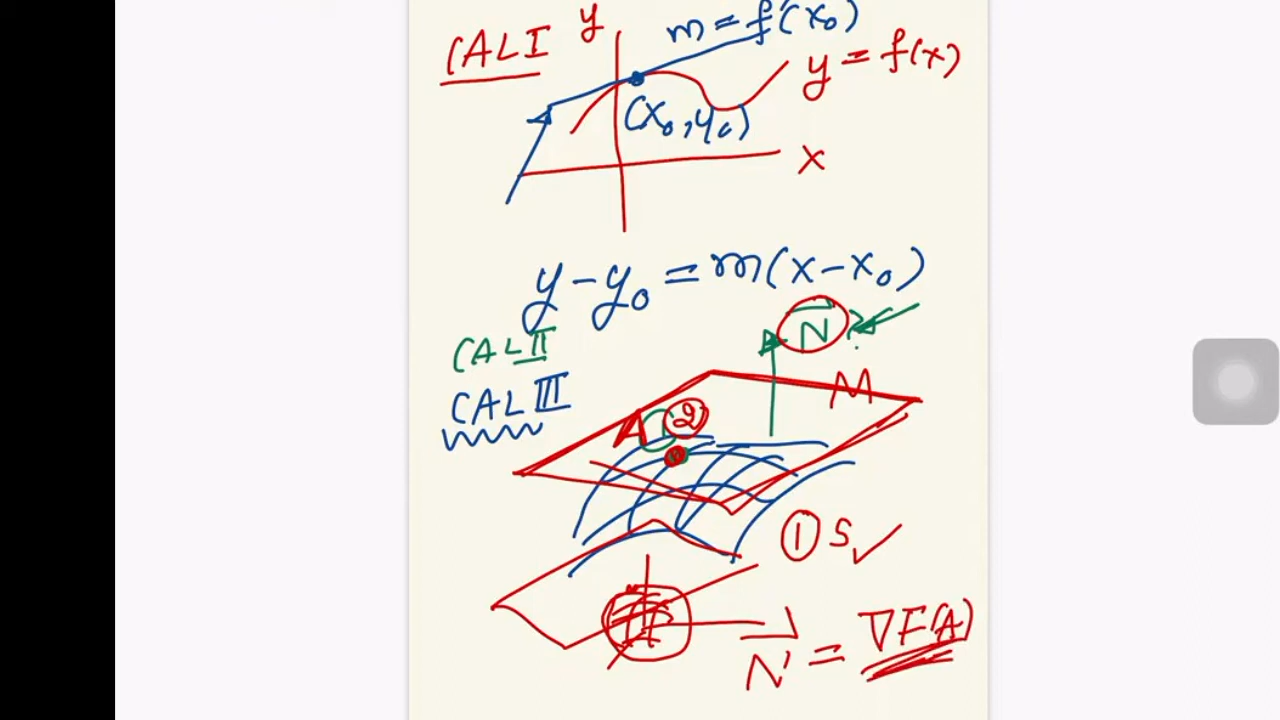 CAL I y m = f'(x₀)
y = f(x)
(x₀, y₀)
x
y - y₀ = m(x - x₀)
N ?
CAL II
CAL III
M
A 2
1 S ✓
N = ∇F(A)